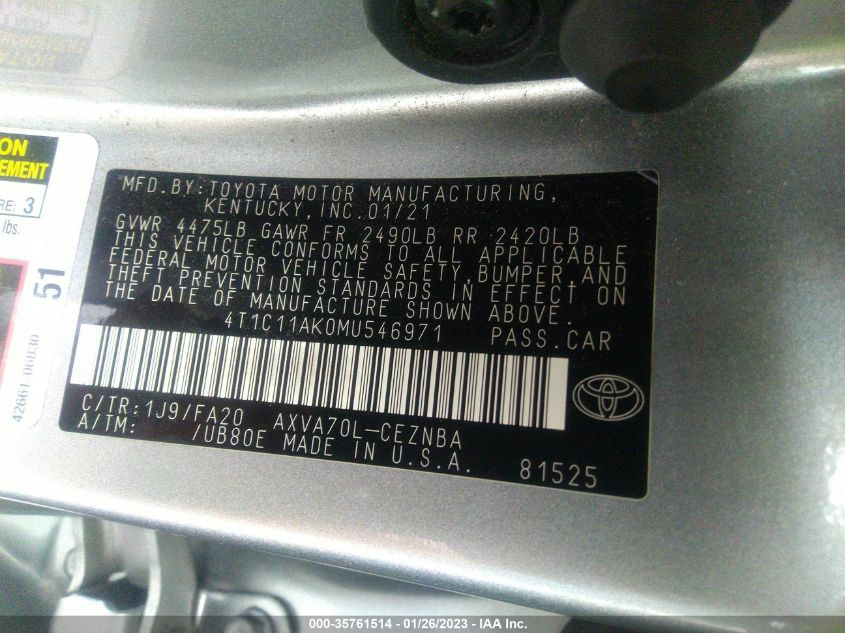 ON
EMENT
RE: 3
lbs.
51
42661-06B30
MFD.BY:TOYOTA MOTOR MANUFACTURING,
KENTUCKY,INC.01/21
GVWR 4475LB GAWR FR 2490LB RR 2420LB
THIS VEHICLE CONFORMS TO ALL APPLICABLE
FEDERAL MOTOR VEHICLE SAFETY,BUMPER,AND
THEFT PREVENTION STANDARDS IN EFFECT ON
THE DATE OF MANUFACTURE SHOWN ABOVE.
4T1C11AK0MU546971 PASS.CAR
C/TR:1J9/FA20 AXVA70L-CEZNBA
A/TM: /UB80E MADE IN U.S.A. 81525
000-35761514 - 01/26/2023 - IAA Inc.